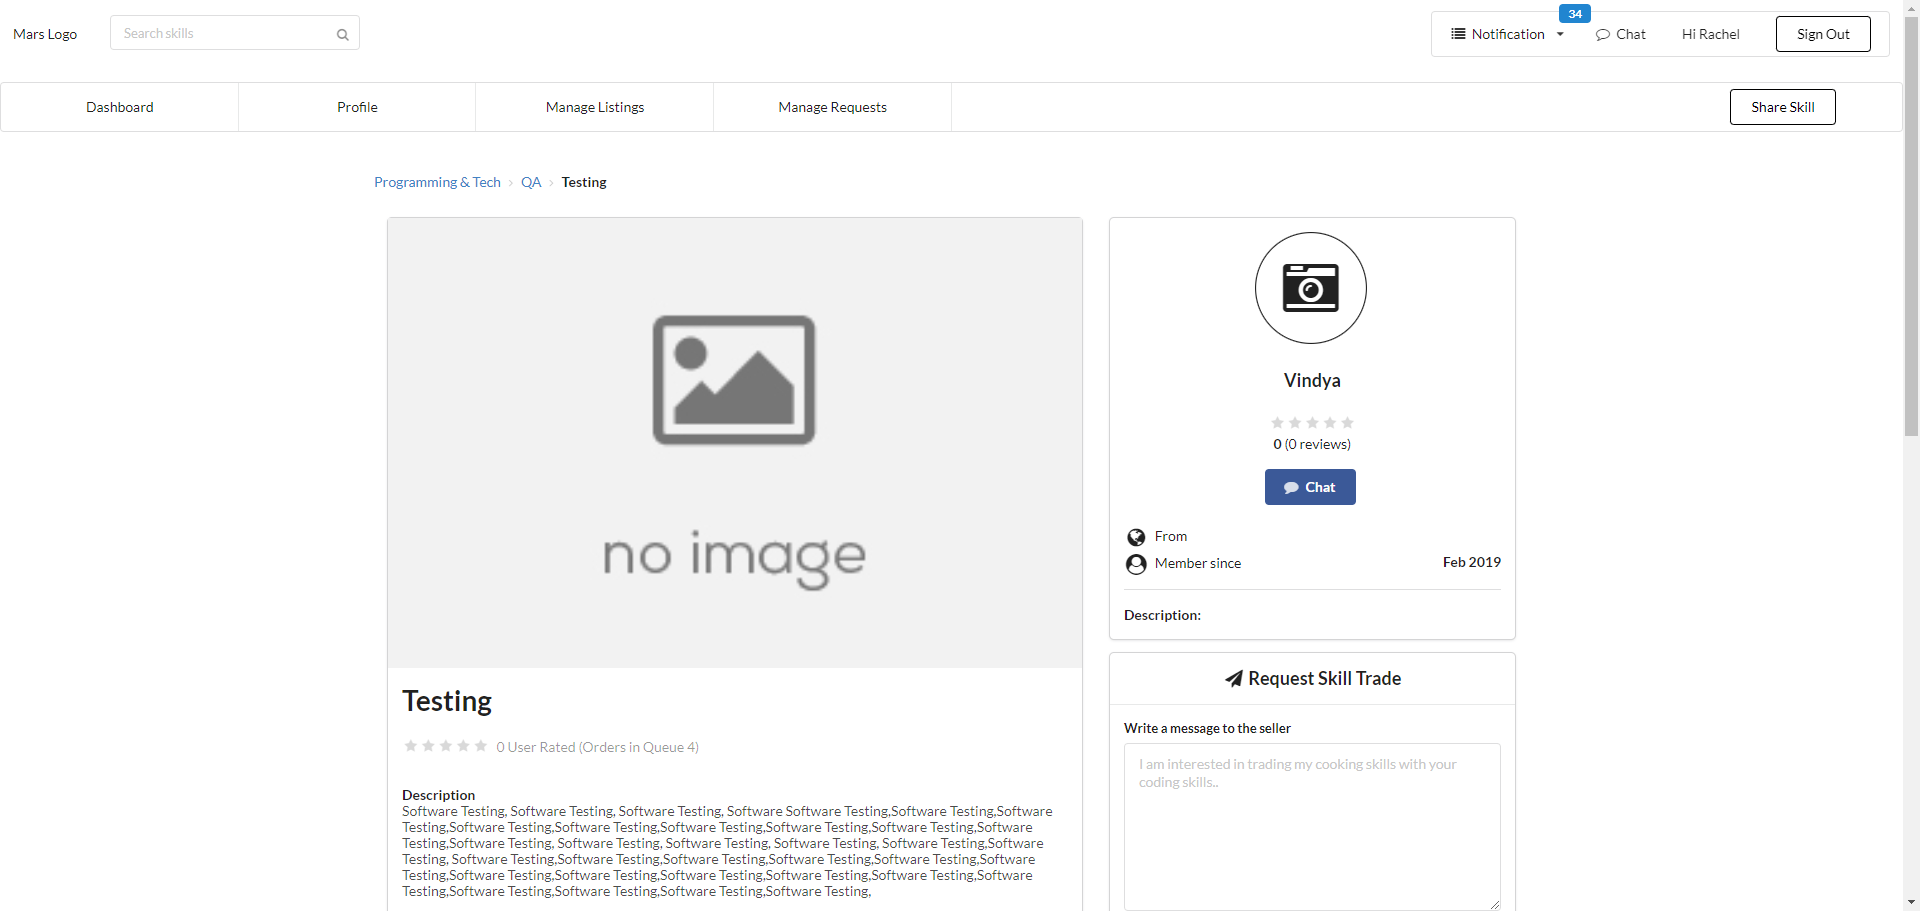 Mars Logo
Search skills
34
Notification
Chat
Hi Rachel
Sign Out
Dashboard
Profile
Manage Listings
Manage Requests
Share Skill
Programming & Tech
QA
Testing
no image
Testing
0 User Rated (Orders in Queue 4)
Description
Software Testing, Software Testing, Software Testing, Software Software Testing,Software Testing,Software
Testing,Software Testing,Software Testing,Software Testing,Software Testing,Software Testing,Software
Testing,Software Testing, Software Testing, Software Testing, Software Testing, Software Testing,Software
Testing, Software Testing,Software Testing,Software Testing,Software Testing,Software Testing,Software
Testing,Software Testing,Software Testing,Software Testing,Software Testing,Software Testing,Software
Testing,Software Testing,Software Testing,Software Testing,Software Testing,
Vindya
0 (0 reviews)
Chat
From
Member since
Feb 2019
Description:
Request Skill Trade
Write a message to the seller
I am interested in trading my cooking skills with your
coding skills..